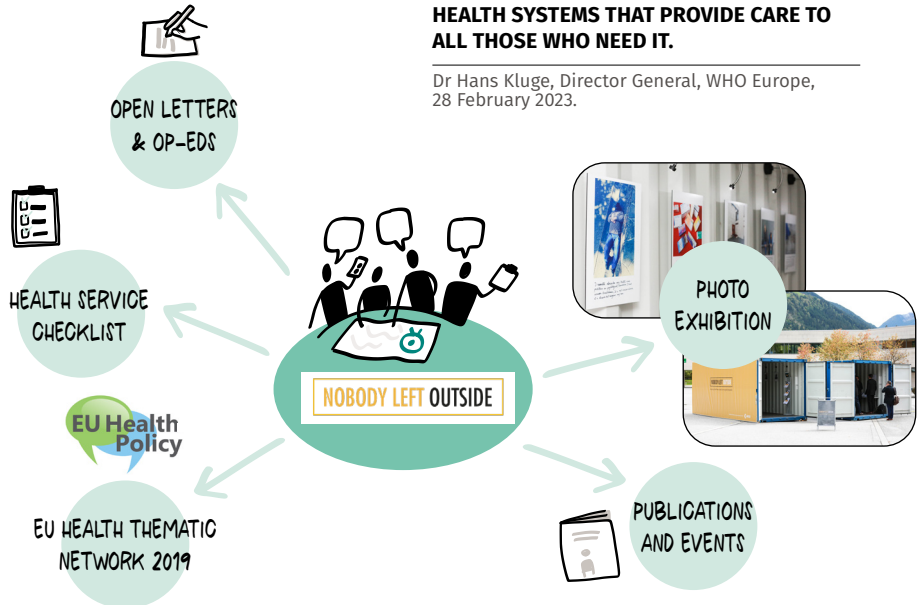 HEALTH SYSTEMS THAT PROVIDE CARE TO
ALL THOSE WHO NEED IT.
Dr Hans Kluge, Director General, WHO Europe,
28 February 2023.
OPEN LETTERS
& OP-EDS
HEALTH SERVICE
CHECKLIST
EU Health
Policy
EU HEALTH THEMATIC
NETWORK 2019
NOBODY LEFT OUTSIDE
PHOTO
EXHIBITION
PUBLICATIONS
AND EVENTS